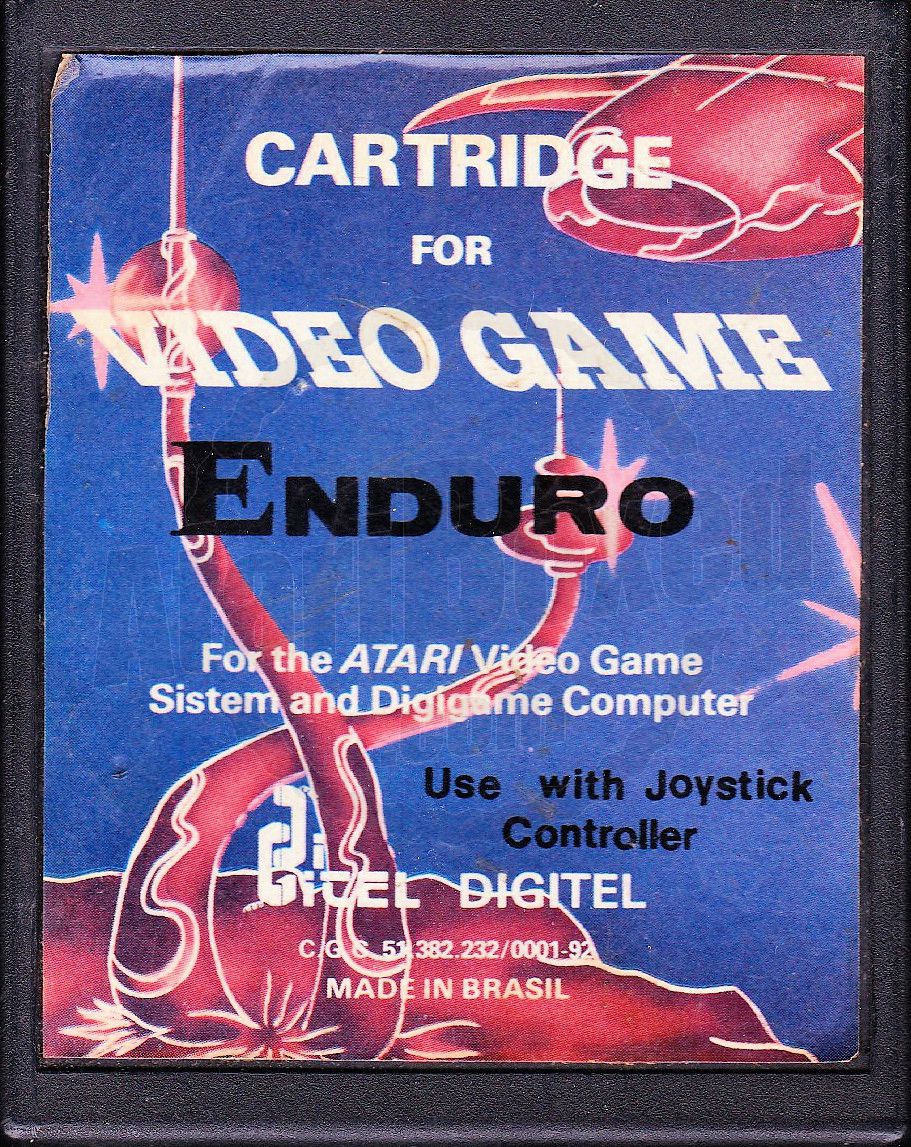 CARTRIDGE
FOR
VIDEO GAME
ENDURO
For the ATARI Video Game
Sistem and Digigame Computer
Use with Joystick
Controller
DiGiTEL DIGITEL
C.G.C. 51.382.232/0001-92
MADE IN BRASIL